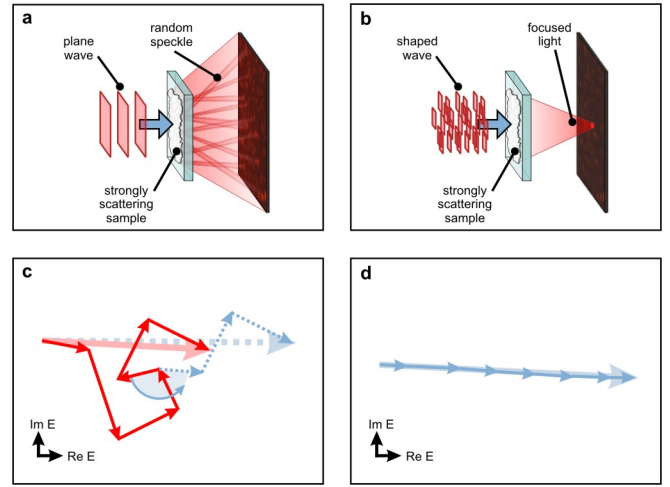 a
plane
wave
random
speckle
strongly
scattering
sample
b
shaped
wave
focused
light
strongly
scattering
sample
c
Im E
Re E
d
Im E
Re E